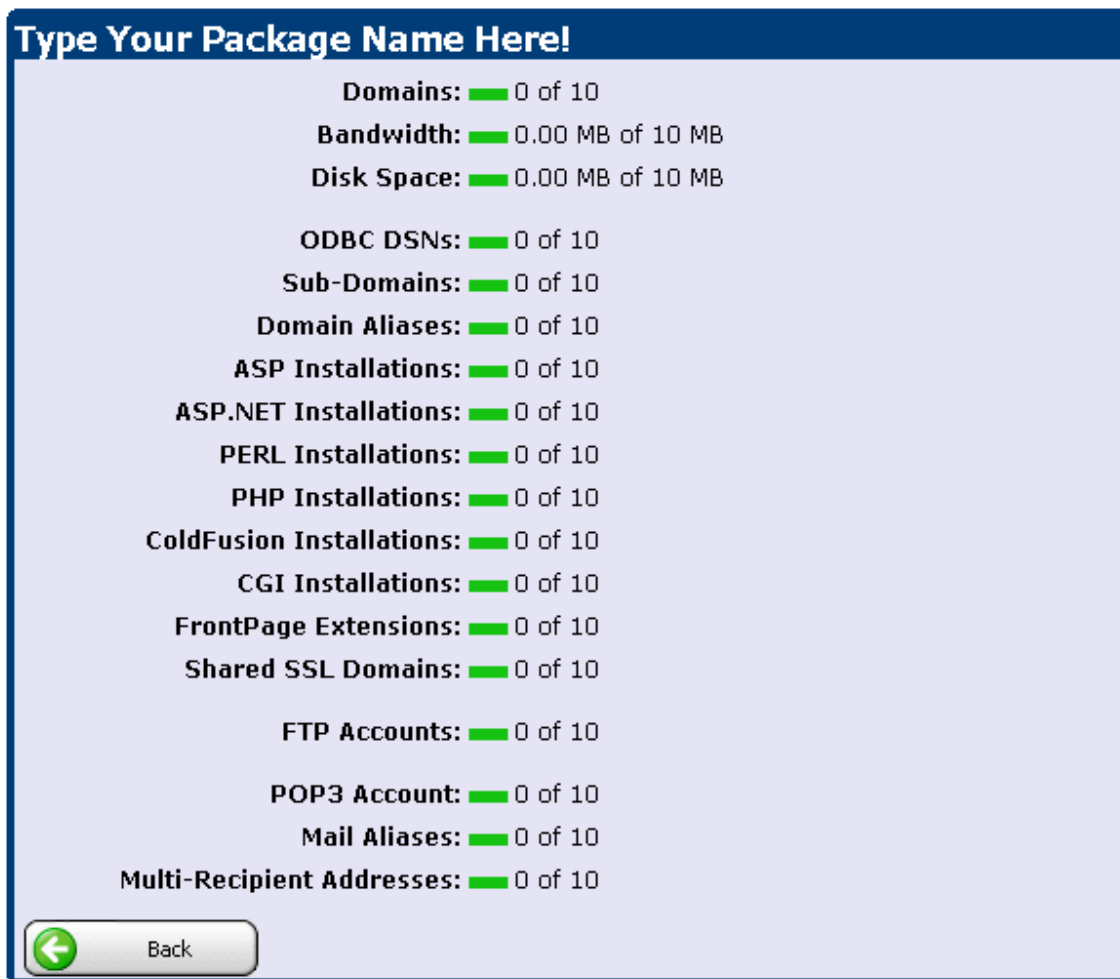 Type Your Package Name Here!
Domains: 0 of 10
Bandwidth: 0.00 MB of 10 MB
Disk Space: 0.00 MB of 10 MB
ODBC DSNs: 0 of 10
Sub-Domains: 0 of 10
Domain Aliases: 0 of 10
ASP Installations: 0 of 10
ASP.NET Installations: 0 of 10
PERL Installations: 0 of 10
PHP Installations: 0 of 10
ColdFusion Installations: 0 of 10
CGI Installations: 0 of 10
FrontPage Extensions: 0 of 10
Shared SSL Domains: 0 of 10
FTP Accounts: 0 of 10
POP3 Account: 0 of 10
Mail Aliases: 0 of 10
Multi-Recipient Addresses: 0 of 10
Back